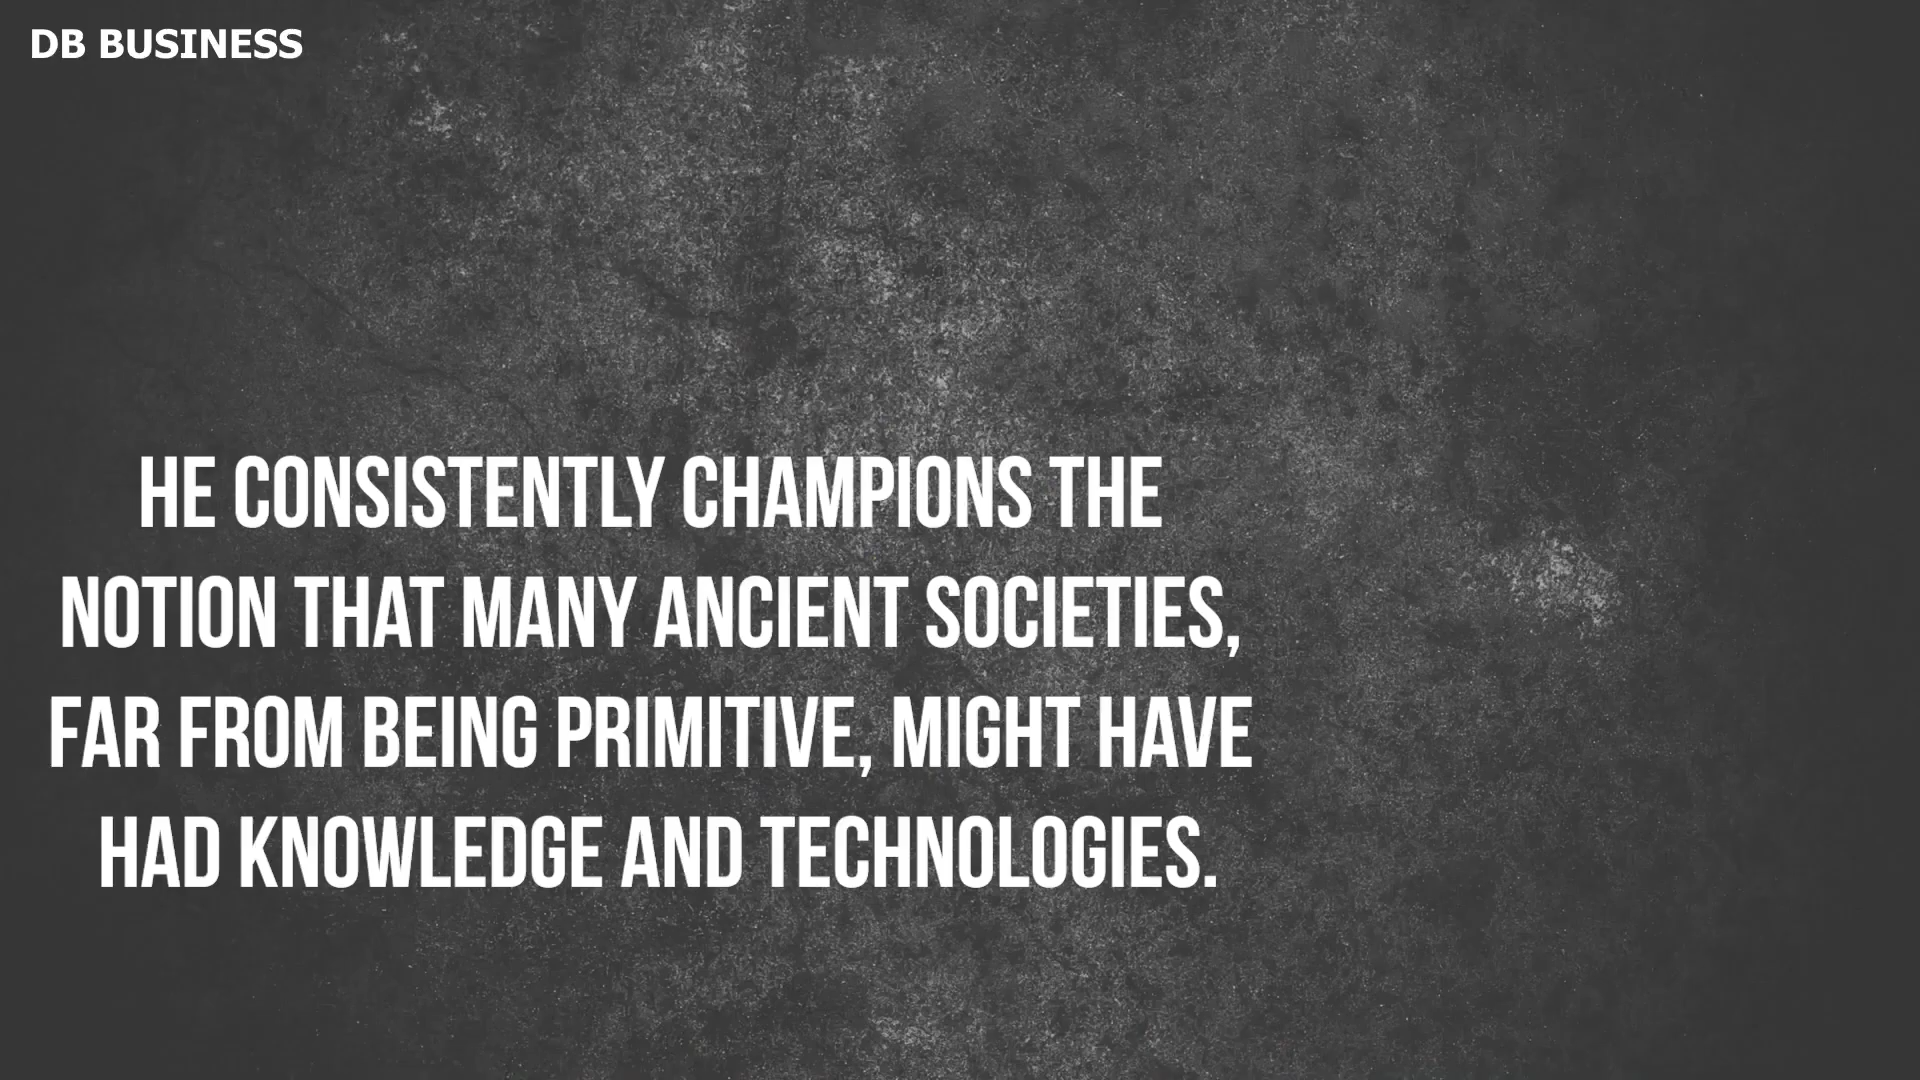 DB BUSINESS
HE CONSISTENTLY CHAMPIONS THE
NOTION THAT MANY ANCIENT SOCIETIES,
FAR FROM BEING PRIMITIVE, MIGHT HAVE
HAD KNOWLEDGE AND TECHNOLOGIES.